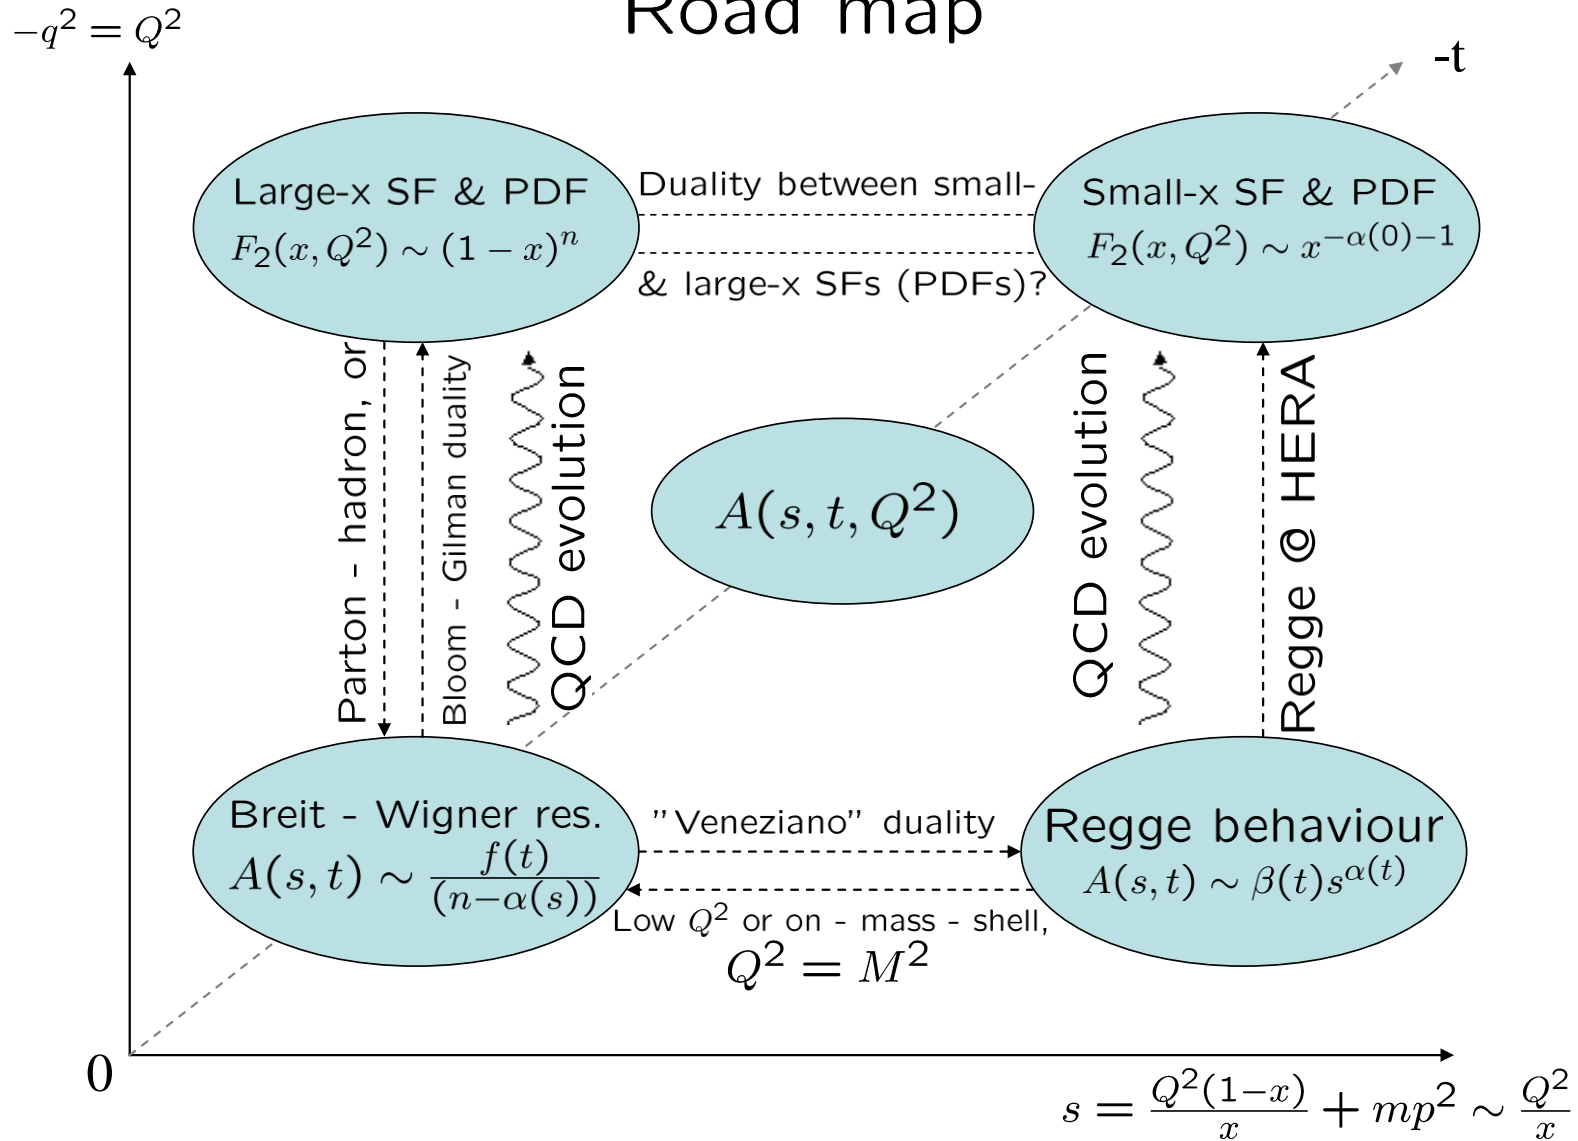 Road map
−q² = Q²
-t
Large-x SF & PDF
F₂(x, Q²) ∼ (1 − x)ⁿ
Duality between small-
& large-x SFs (PDFs)?
Small-x SF & PDF
F₂(x, Q²) ∼ x^{−α(0)−1}
Parton - hadron, or
Bloom - Gilman duality
QCD evolution
A(s, t, Q²)
QCD evolution
Regge @ HERA
Breit - Wigner res.
A(s, t) ∼ f(t)/(n−α(s))
"Veneziano" duality
Low Q² or on - mass - shell,
Q² = M²
Regge behaviour
A(s, t) ∼ β(t)s^{α(t)}
0
s = Q²(1−x)/x + mp² ∼ Q²/x